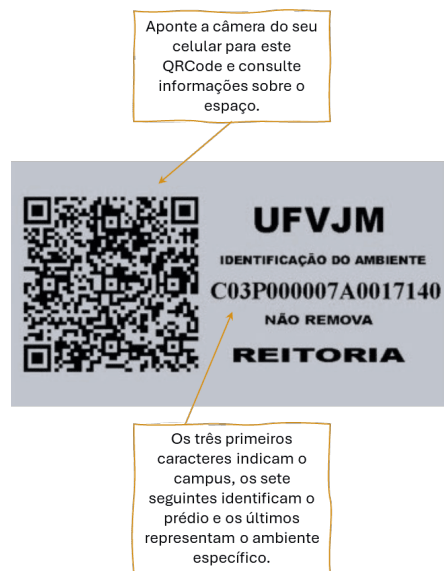 Aponte a câmera do seu
celular para este
QRCode e consulte
informações sobre o
espaço.
UFVJM
IDENTIFICAÇÃO DO AMBIENTE
C03P000007A0017140
NÃO REMOVA
REITORIA
Os três primeiros
caracteres indicam o
campus, os sete
seguintes identificam o
prédio e os últimos
representam o ambiente
específico.